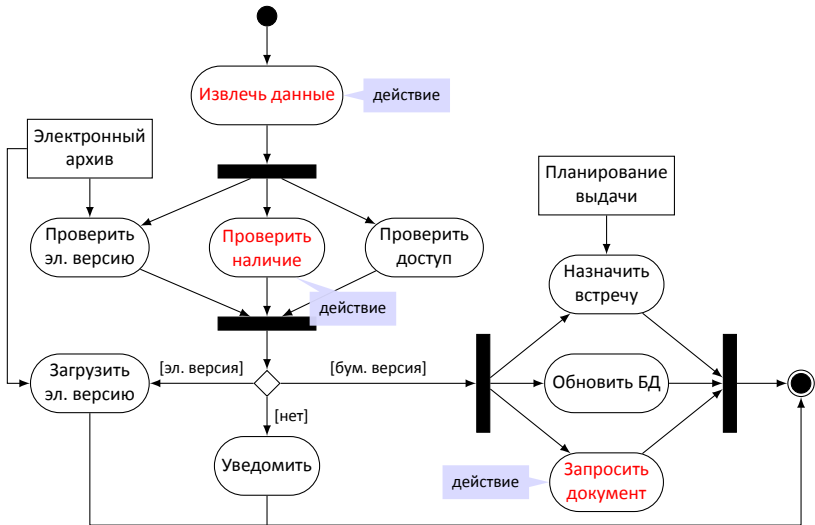 Извлечь данные
действие
Электронный
архив
Планирование
выдачи
Проверить
эл. версию
Проверить
наличие
Проверить
доступ
Назначить
встречу
действие
[эл. версия]
[бум. версия]
Загрузить
эл. версию
Обновить БД
[нет]
Уведомить
действие
Запросить
документ